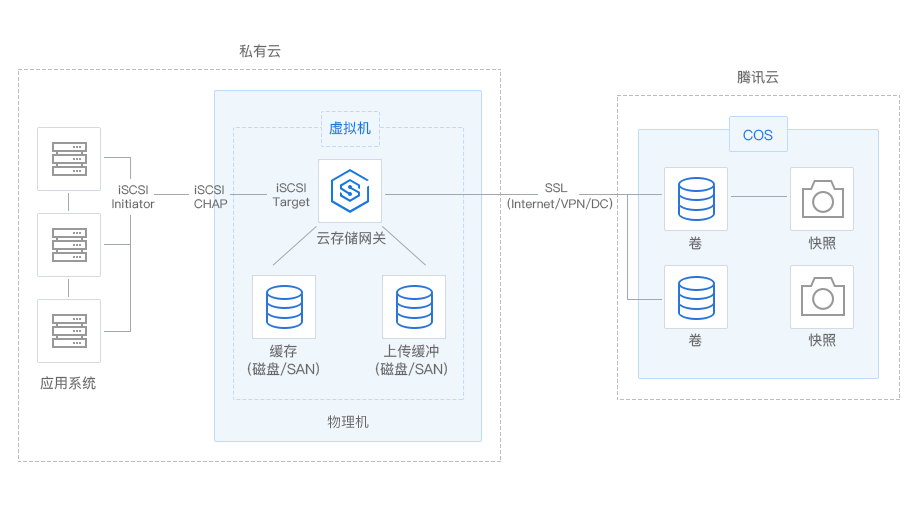 私有云
腾讯云
虚拟机
COS
iSCSI
Initiator
iSCSI
CHAP
iSCSI
Target
SSL
(Internet/VPN/DC)
云存储网关
卷
快照
缓存
(磁盘/SAN)
上传缓冲
(磁盘/SAN)
卷
快照
应用系统
物理机